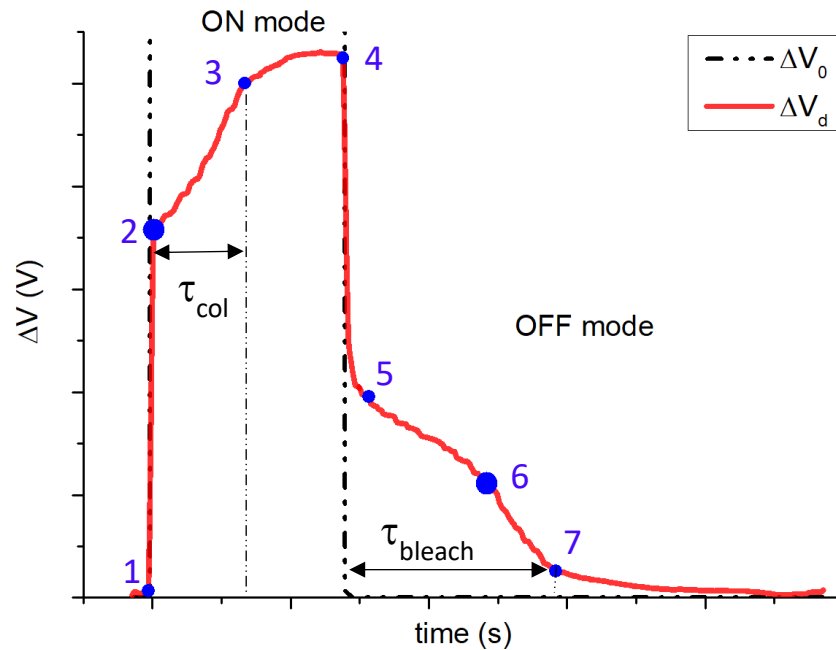 ON mode
ΔV₀
ΔV_d
3
4
2
τ_col
ΔV (V)
OFF mode
5
6
τ_bleach
7
1
time (s)